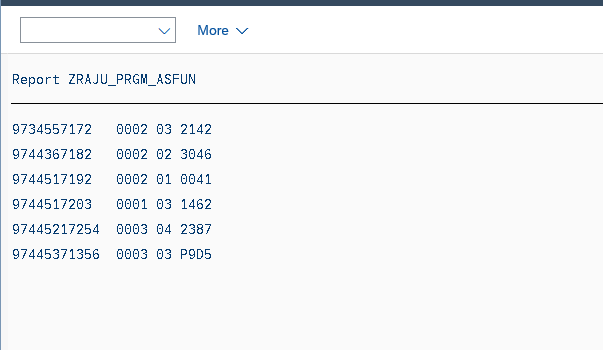 More
Report ZRAJU_PRGM_ASFUN
9734557172   0002 03 2142
9744367182   0002 02 3046
9744517192   0002 01 0041
9744517203   0001 03 1462
97445217254  0003 04 2387
97445371356  0003 03 P9D5